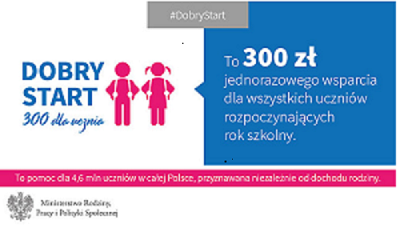 #DobryStart
DOBRY
START
300 dla ucznia
To 300 zł
jednorazowego wsparcia
dla wszystkich uczniów
rozpoczynających
rok szkolny.
To pomoc dla 4,6 mln uczniów w całej Polsce, przyznawana niezależnie od dochodu rodziny.
Ministerstwo Rodziny,
Pracy i Polityki Społecznej